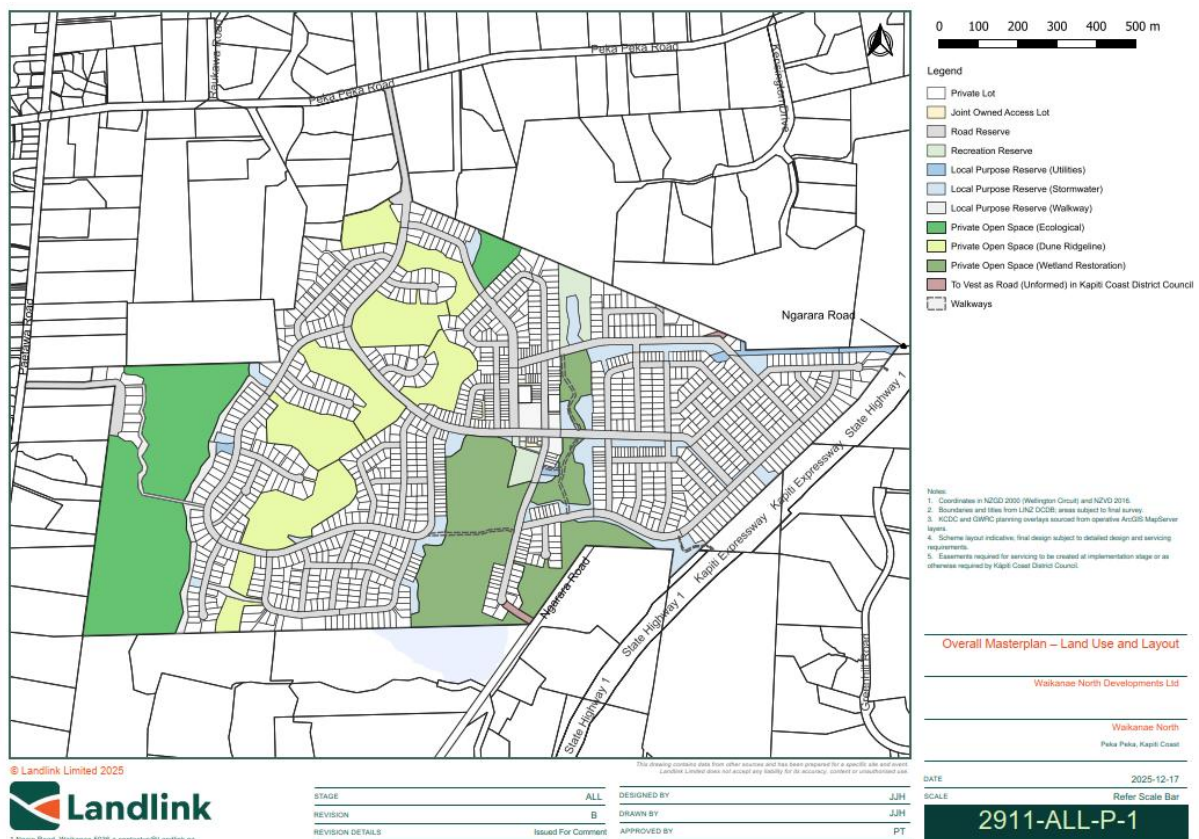 0 100 200 300 400 500 m
Legend
Private Lot
Joint Owned Access Lot
Road Reserve
Recreation Reserve
Local Purpose Reserve (Utilities)
Local Purpose Reserve (Stormwater)
Local Purpose Reserve (Walkway)
Private Open Space (Ecological)
Private Open Space (Dune Ridgeline)
Private Open Space (Wetland Restoration)
To Vest as Road (Unformed) in Kapiti Coast District Council
Walkways
Raukawa Road
Peka Peka Road
Peka Peka Road
Kensington Drive
Paetawa Road
Ngarara Road
State Highway 1
Kapiti Expressway
Kapiti Expressway
State Highway 1
State Highway 1
Ngarara Road
Greenhill Road
Notes:
1. Coordinates in NZGD 2000 (Wellington Circuit) and NZVD 2016.
2. Boundaries and titles from LINZ DCDB; areas subject to final survey.
3. KCDC and GWRC planning overlays sourced from operative ArcGIS MapServer
layers.
4. Scheme layout indicative; final design subject to detailed design and servicing
requirements.
5. Easements required for servicing to be created at implementation stage or as
otherwise required by Kāpiti Coast District Council.
Overall Masterplan – Land Use and Layout
Waikanae North Developments Ltd
Waikanae North
Peka Peka, Kapiti Coast
DATE 2025-12-17
SCALE Refer Scale Bar
2911-ALL-P-1
© Landlink Limited 2025
This drawing contains data from other sources and has been prepared for a specific site and event.
Landlink Limited does not accept any liability for its accuracy, content or unauthorised use.
Landlink
STAGE ALL
REVISION B
REVISION DETAILS Issued For Comment
DESIGNED BY JJH
DRAWN BY JJH
APPROVED BY PT